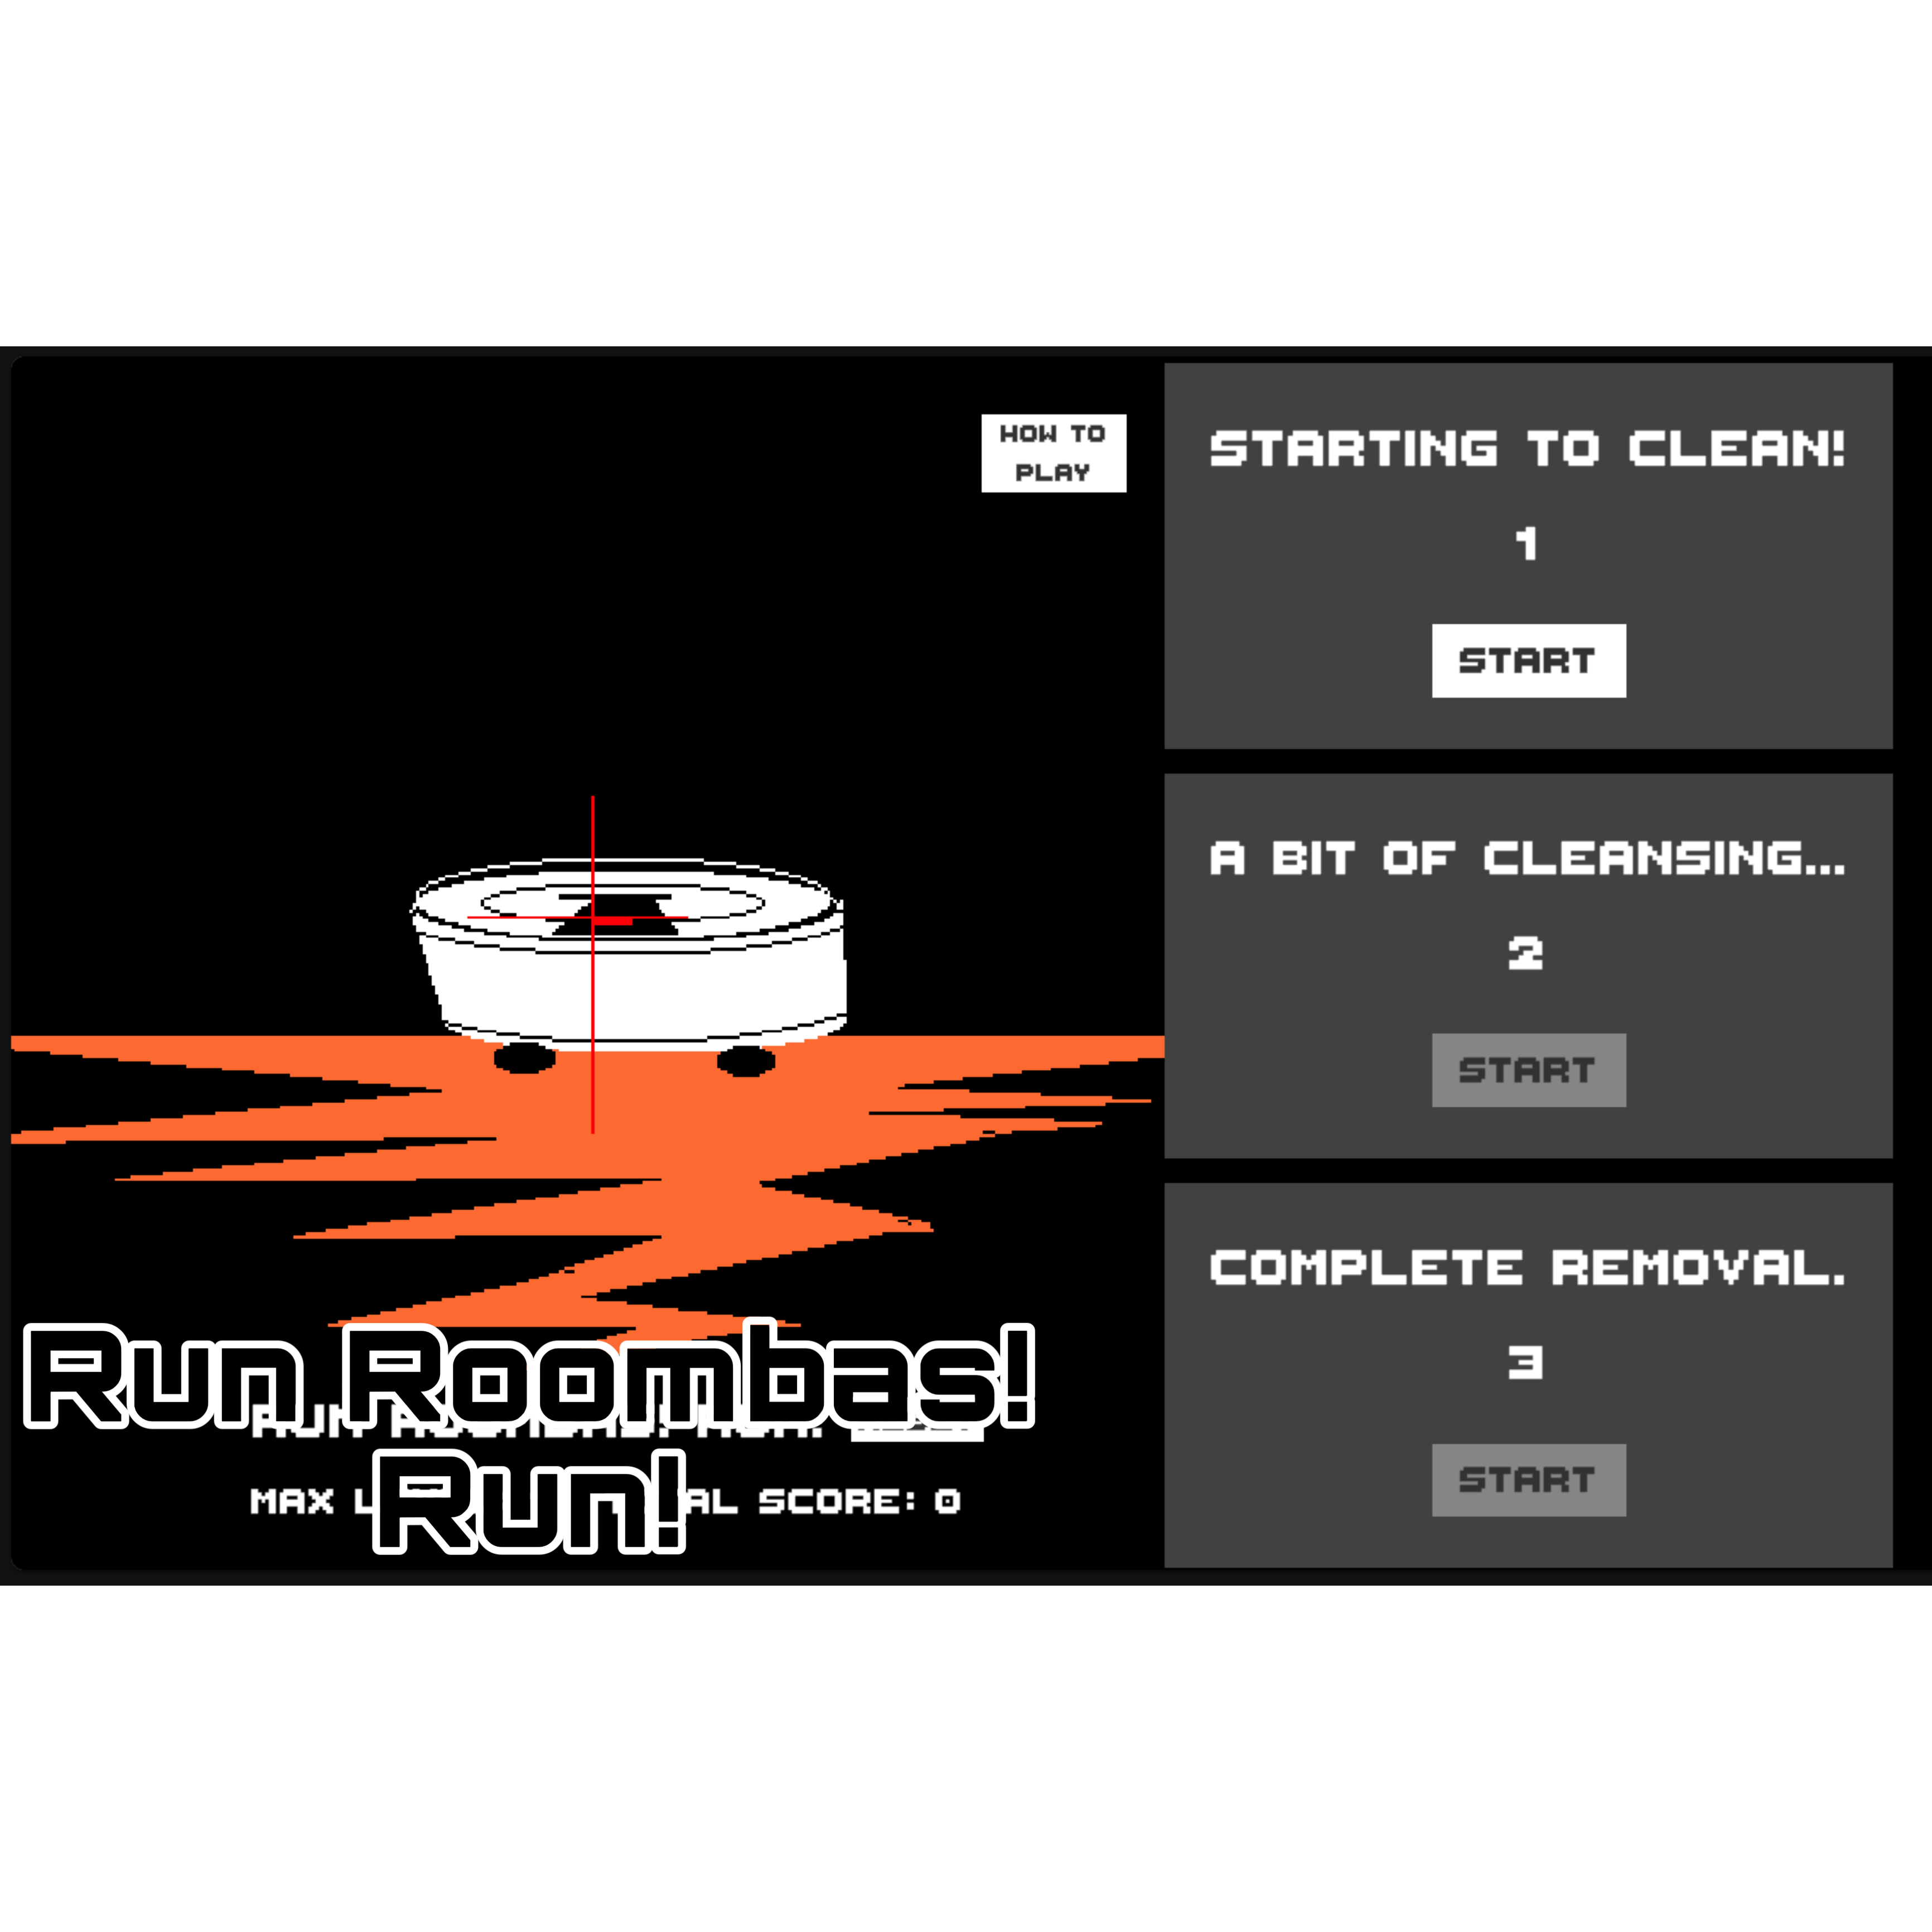 HOW TO
PLAY
STARTING TO CLEAN!
1
START
A BIT OF CLEANSING...
2
START
COMPLETE REMOVAL.
3
START
Run Roombas!
Run!
MAX
SCORE: 0